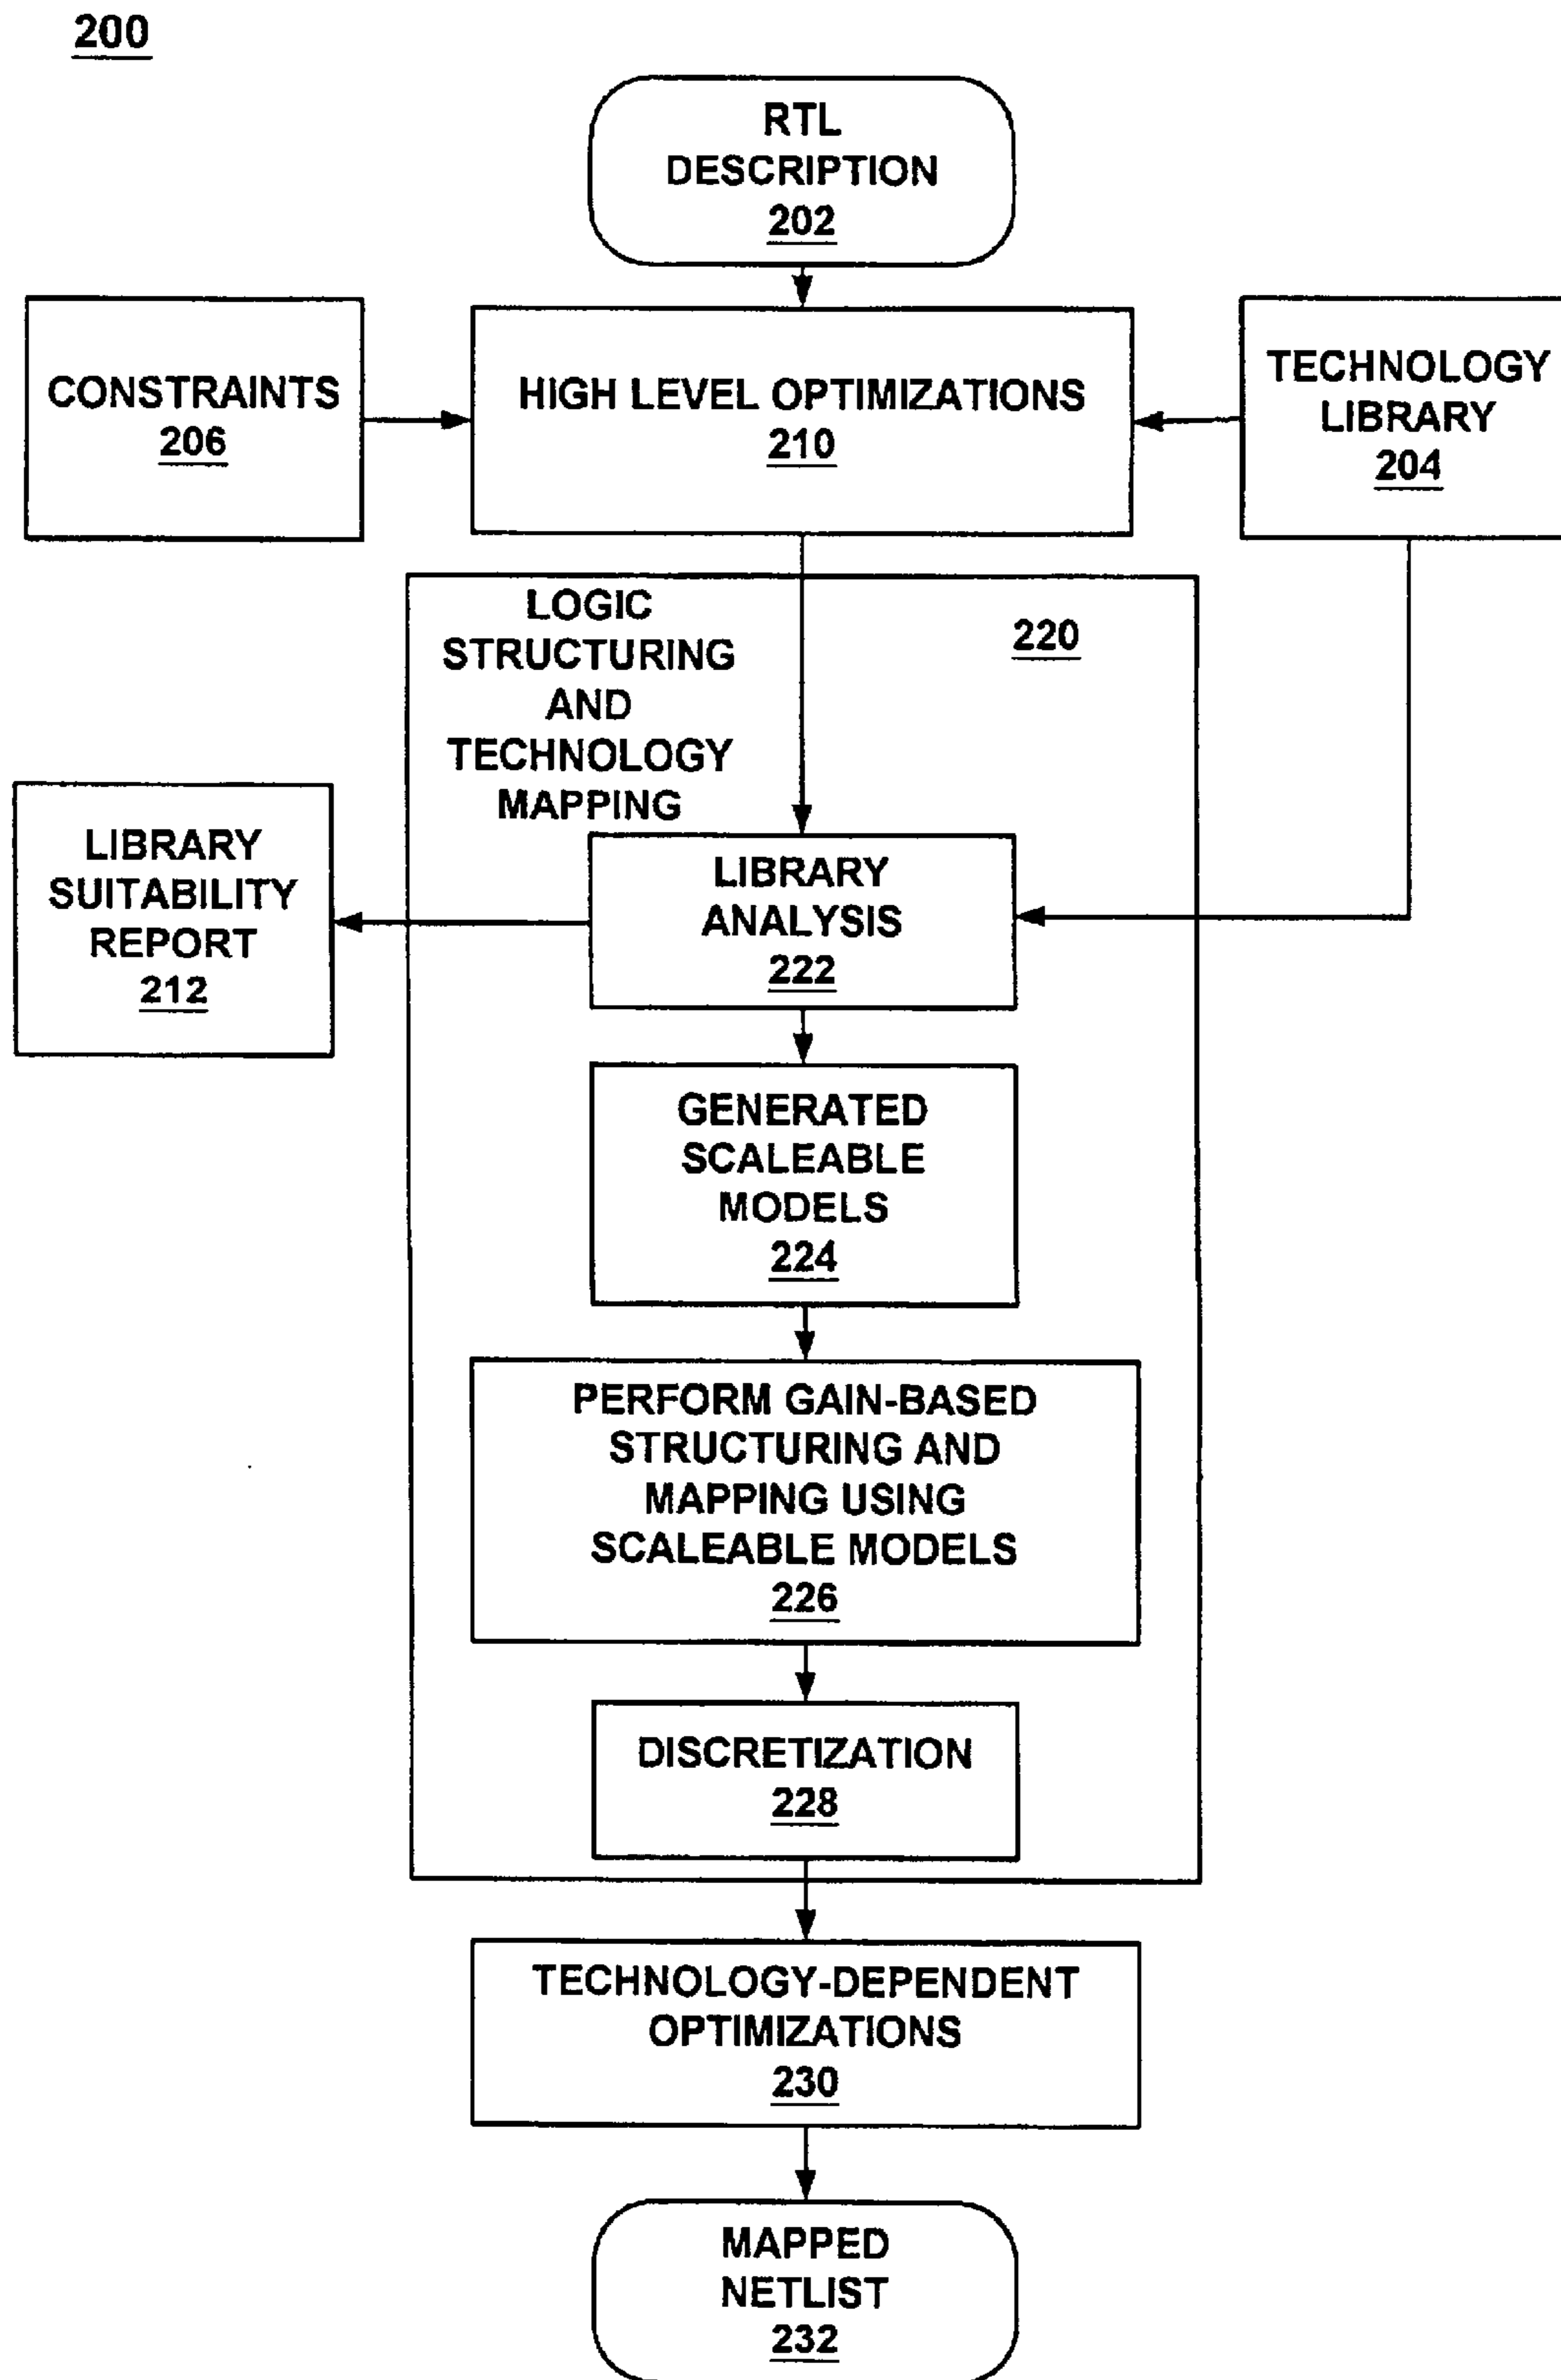 200
RTL
DESCRIPTION
202
CONSTRAINTS
206
HIGH LEVEL OPTIMIZATIONS
210
TECHNOLOGY
LIBRARY
204
LOGIC
STRUCTURING
AND
TECHNOLOGY
MAPPING
220
LIBRARY
SUITABILITY
REPORT
212
LIBRARY
ANALYSIS
222
GENERATED
SCALEABLE
MODELS
224
PERFORM GAIN-BASED
STRUCTURING AND
MAPPING USING
SCALEABLE MODELS
226
DISCRETIZATION
228
TECHNOLOGY-DEPENDENT
OPTIMIZATIONS
230
MAPPED
NETLIST
232